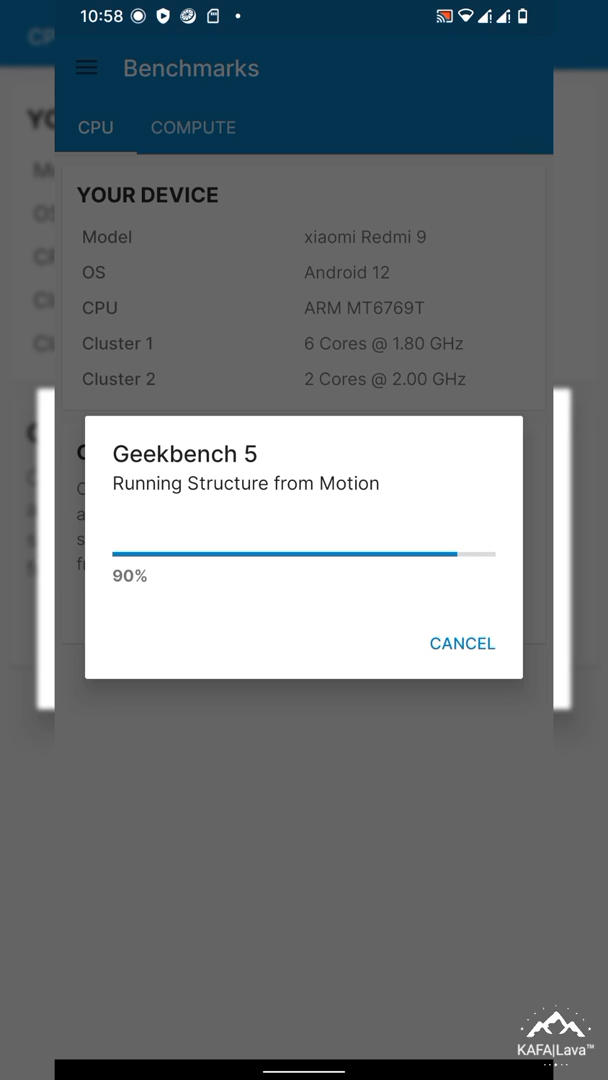 10:58
Benchmarks
CPU COMPUTE
YOUR DEVICE
Model xiaomi Redmi 9
OS Android 12
CPU ARM MT6769T
Cluster 1 6 Cores @ 1.80 GHz
Cluster 2 2 Cores @ 2.00 GHz
Geekbench 5
Running Structure from Motion
90%
CANCEL
KAFA|Lava™